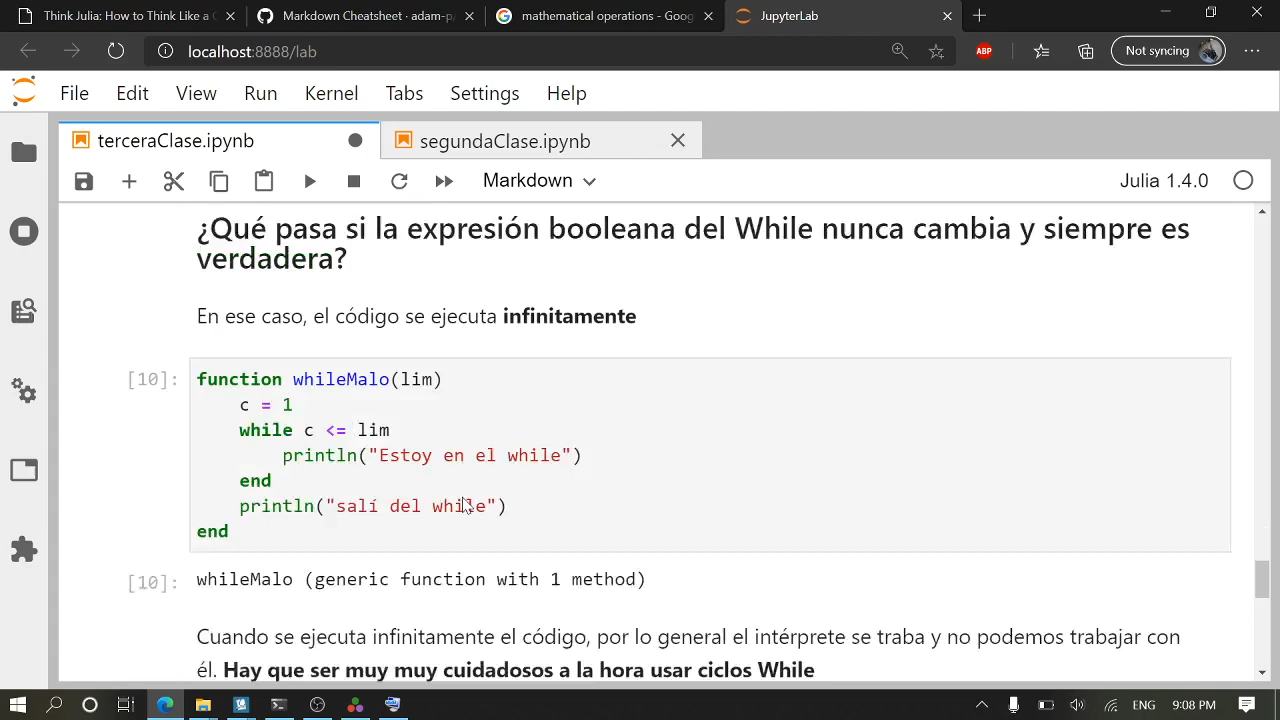 Think Julia: How to Think Like a C
Markdown Cheatsheet · adam-p/
mathematical operations - Goog
JupyterLab
localhost:8888/lab
ABP
Not syncing
File Edit View Run Kernel Tabs Settings Help
terceraClase.ipynb
segundaClase.ipynb
Markdown
Julia 1.4.0
¿Qué pasa si la expresión booleana del While nunca cambia y siempre es
verdadera?
En ese caso, el código se ejecuta infinitamente
[10]: function whileMalo(lim)
c = 1
while c <= lim
println("Estoy en el while")
end
println("salí del while")
end
[10]: whileMalo (generic function with 1 method)
Cuando se ejecuta infinitamente el código, por lo general el intérprete se traba y no podemos trabajar con
él. Hay que ser muy muy cuidadosos a la hora usar ciclos While
ENG 9:08 PM